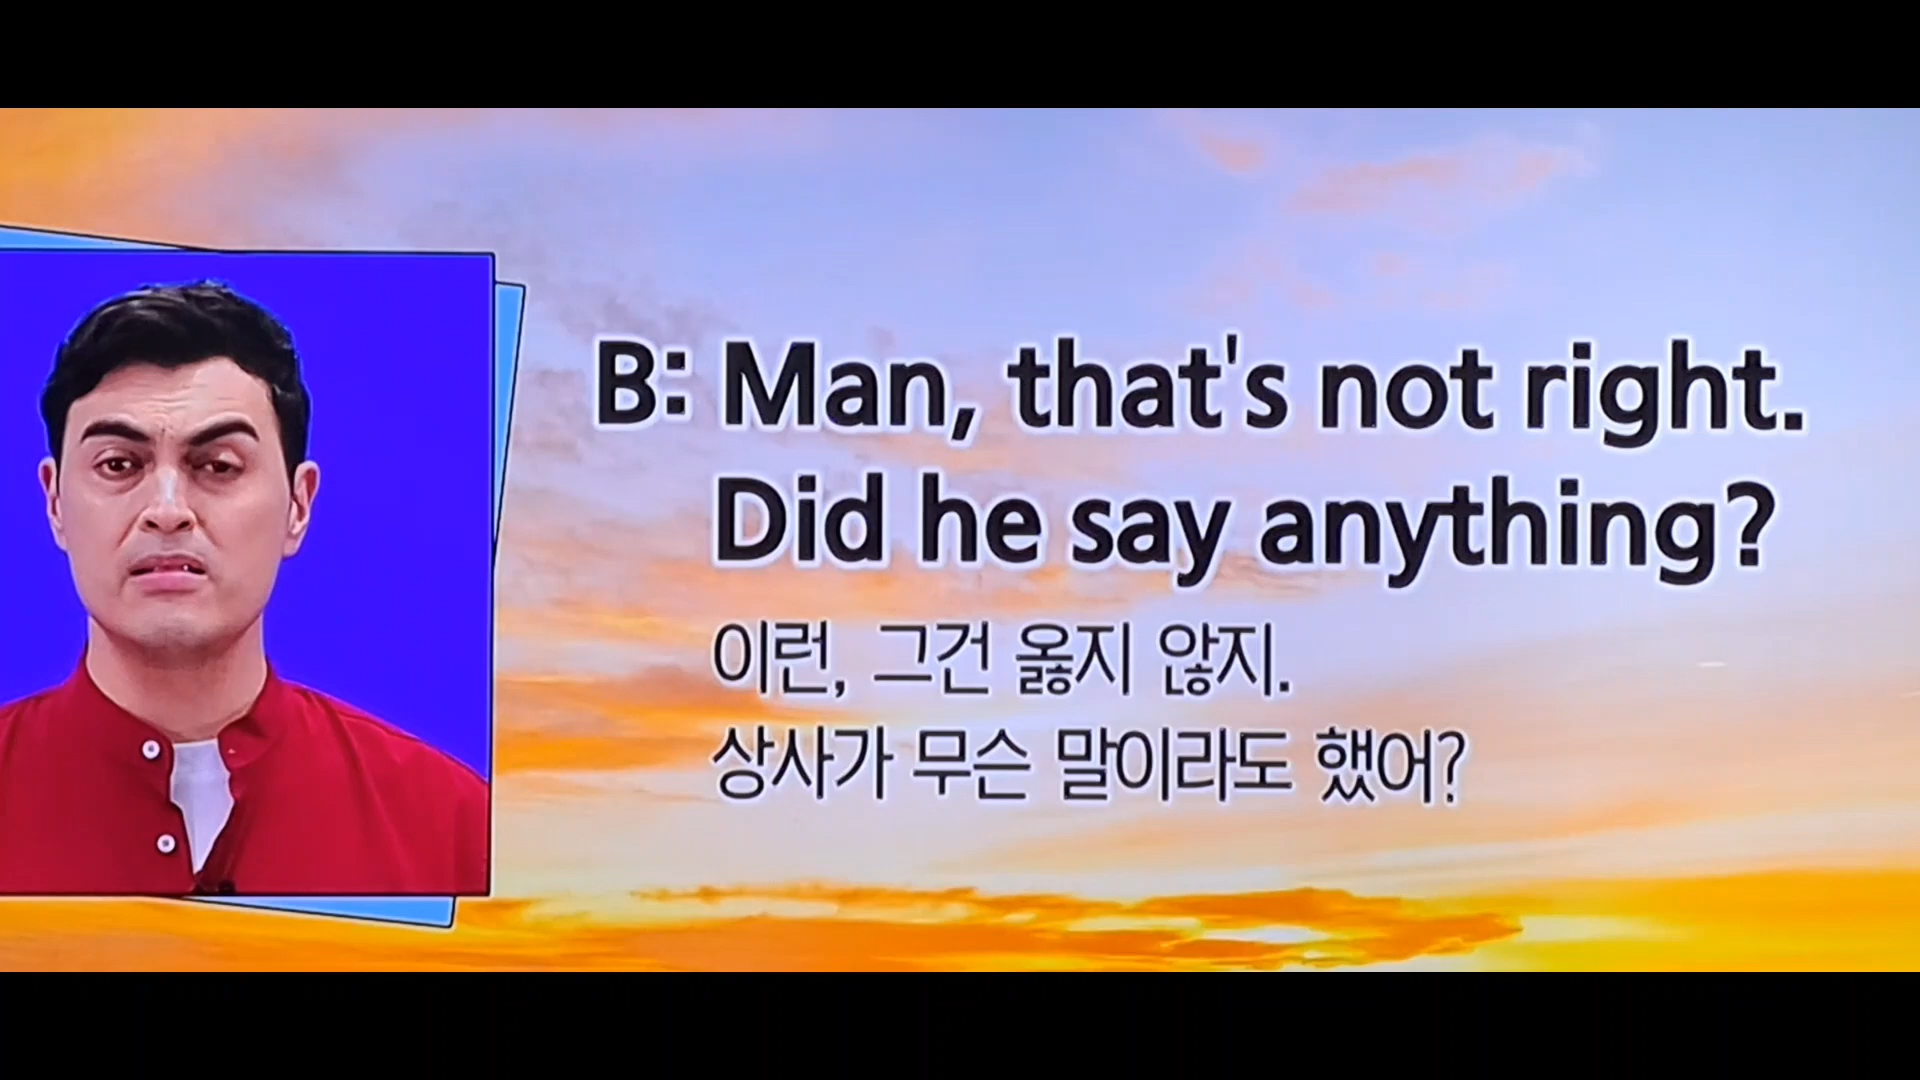 B: Man, that's not right.
Did he say anything?
이런, 그건 옳지 않지.
상사가 무슨 말이라도 했어?